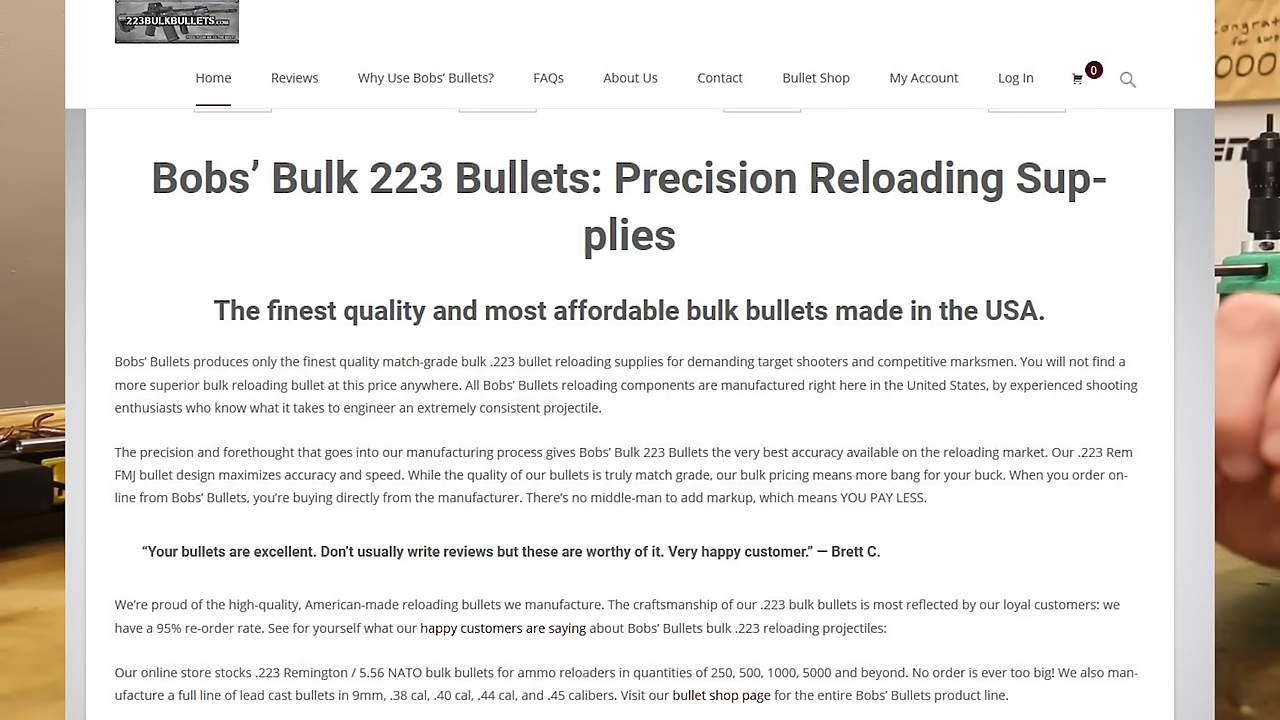 223BULKBULLETS.COM
Home Reviews Why Use Bobs’ Bullets? FAQs About Us Contact Bullet Shop My Account Log In 0
Bobs’ Bulk 223 Bullets: Precision Reloading Sup-
plies
The finest quality and most affordable bulk bullets made in the USA.
Bobs’ Bullets produces only the finest quality match-grade bulk .223 bullet reloading supplies for demanding target shooters and competitive marksmen. You will not find a
more superior bulk reloading bullet at this price anywhere. All Bobs’ Bullets reloading components are manufactured right here in the United States, by experienced shooting
enthusiasts who know what it takes to engineer an extremely consistent projectile.
The precision and forethought that goes into our manufacturing process gives Bobs’ Bulk 223 Bullets the very best accuracy available on the reloading market. Our .223 Rem
FMJ bullet design maximizes accuracy and speed. While the quality of our bullets is truly match grade, our bulk pricing means more bang for your buck. When you order on-
line from Bobs’ Bullets, you’re buying directly from the manufacturer. There’s no middle-man to add markup, which means YOU PAY LESS.
“Your bullets are excellent. Don’t usually write reviews but these are worthy of it. Very happy customer.” — Brett C.
We’re proud of the high-quality, American-made reloading bullets we manufacture. The craftsmanship of our .223 bulk bullets is most reflected by our loyal customers: we
have a 95% re-order rate. See for yourself what our happy customers are saying about Bobs’ Bullets bulk .223 reloading projectiles:
Our online store stocks .223 Remington / 5.56 NATO bulk bullets for ammo reloaders in quantities of 250, 500, 1000, 5000 and beyond. No order is ever too big! We also man-
ufacture a full line of lead cast bullets in 9mm, .38 cal, .40 cal, .44 cal, and .45 calibers. Visit our bullet shop page for the entire Bobs’ Bullets product line.